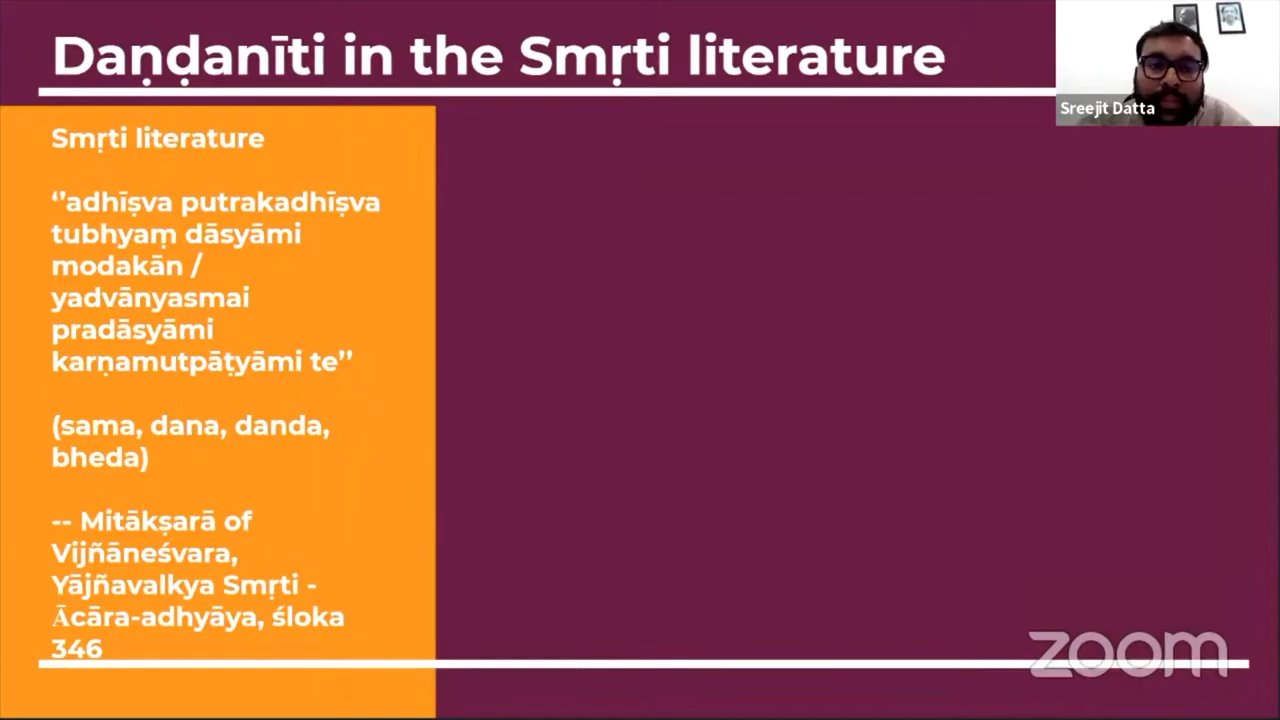 Daṇḍanīti in the Smṛti literature
Sreejit Datta
Smṛti literature
‘’adhīṣva putrakadhīṣva
tubhyaṃ dāsyāmi
modakān /
yadvānyasmai
pradāsyāmi
karṇamutpāṭyāmi te’’
(sama, dana, danda,
bheda)
-- Mitākṣarā of
Vijñāneśvara,
Yājñavalkya Smṛti -
Ācāra-adhyāya, śloka
346
zoom